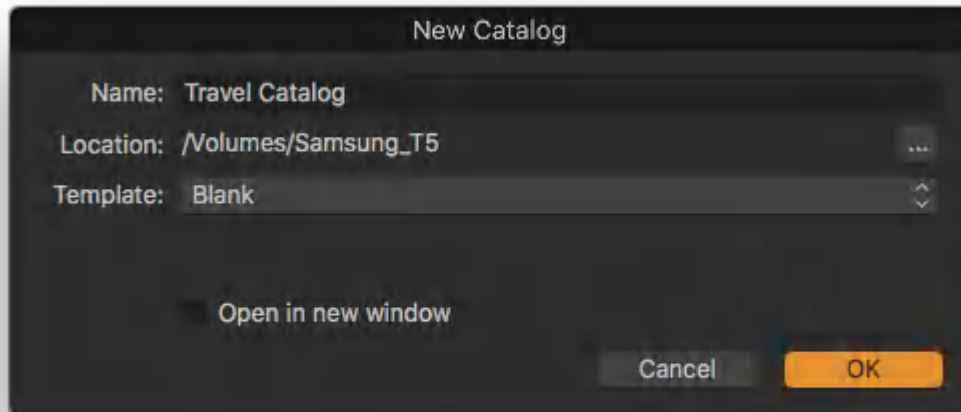 New Catalog
Name: Travel Catalog
Location: /Volumes/Samsung_T5 ...
Template: Blank
Open in new window
Cancel OK